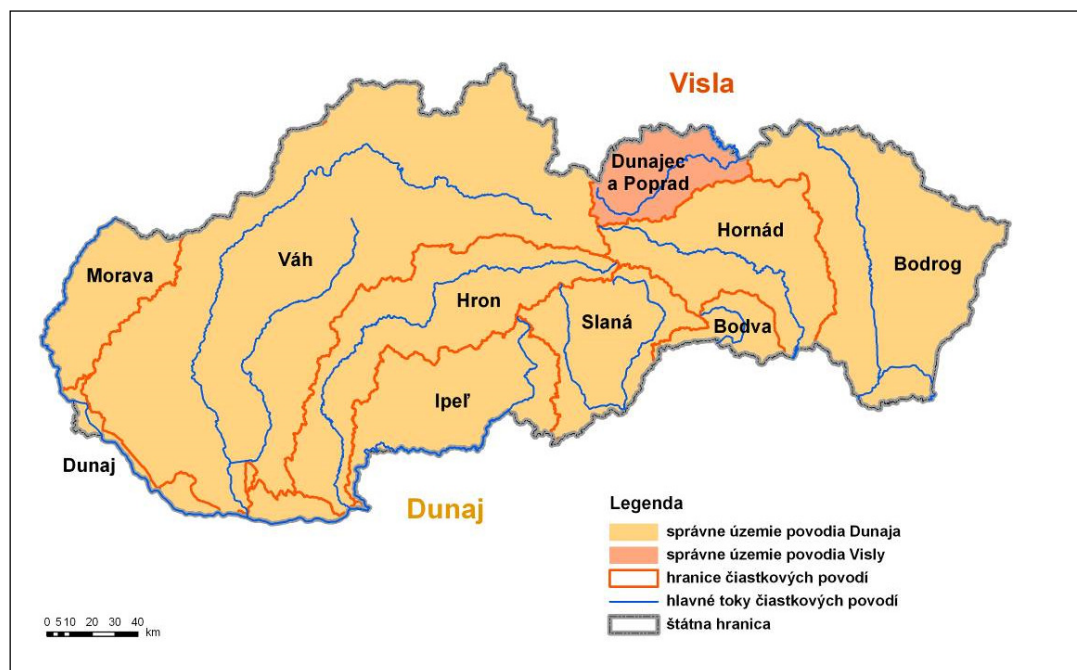 Visla
Dunajec
a Poprad
Hornád
Morava
Váh
Bodrog
Hron
Slaná
Bodva
Ipeľ
Dunaj
Dunaj
Legenda
správne územie povodia Dunaja
správne územie povodia Visly
hranice čiastkových povodí
hlavné toky čiastkových povodí
štátna hranica
0 5 10 20 30 40
km